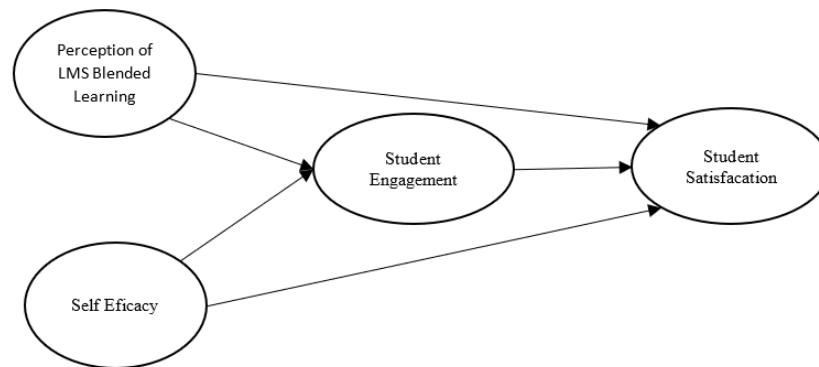 Perception of
LMS Blended
Learning
Student
Engagement
Student
Satisfacation
Self Eficacy